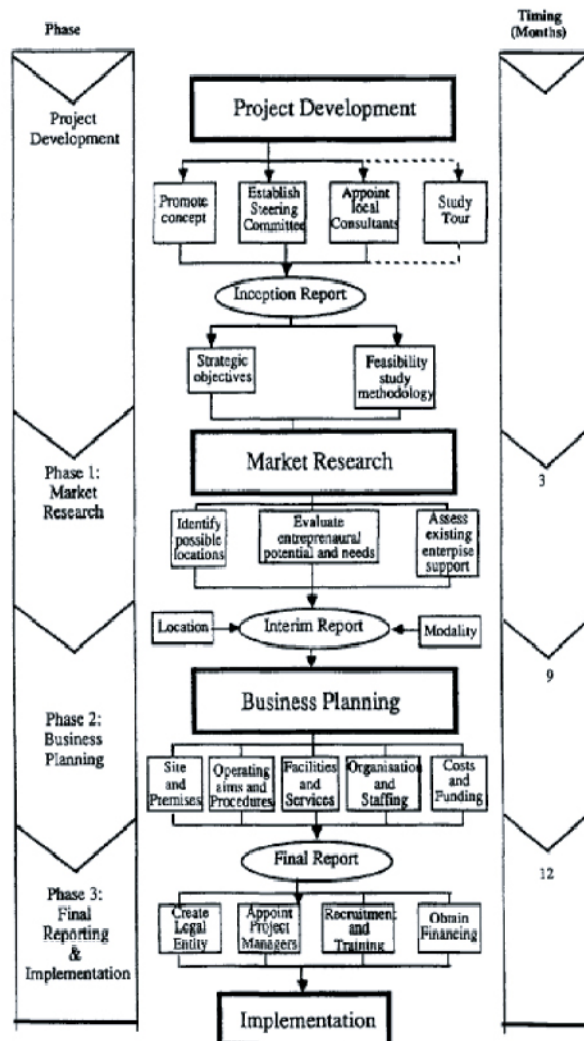 Phase
Timing
(Months)
Project
Development
Project Development
Promote
concept
Establish
Steering
Committee
Appoint
local
Consultants
Study
Tour
Inception Report
Strategic
objectives
Feasibility
study
methodology
Phase 1:
Market
Research
Market Research
3
Identify
possible
locations
Evaluate
entreprenaural
potential and needs
Assess
existing
enterpise
support
Location
Interim Report
Modality
9
Business Planning
Phase 2:
Business
Planning
Site
and
Premises
Operating
aims and
Procedures
Facilities
and
Services
Organisation
and
Staffing
Costs
and
Funding
Final Report
12
Phase 3:
Final
Reporting
&
Implementation
Create
Legal
Entity
Appoint
Project
Managers
Recruitment
and
Training
Obtain
Financing
Implementation